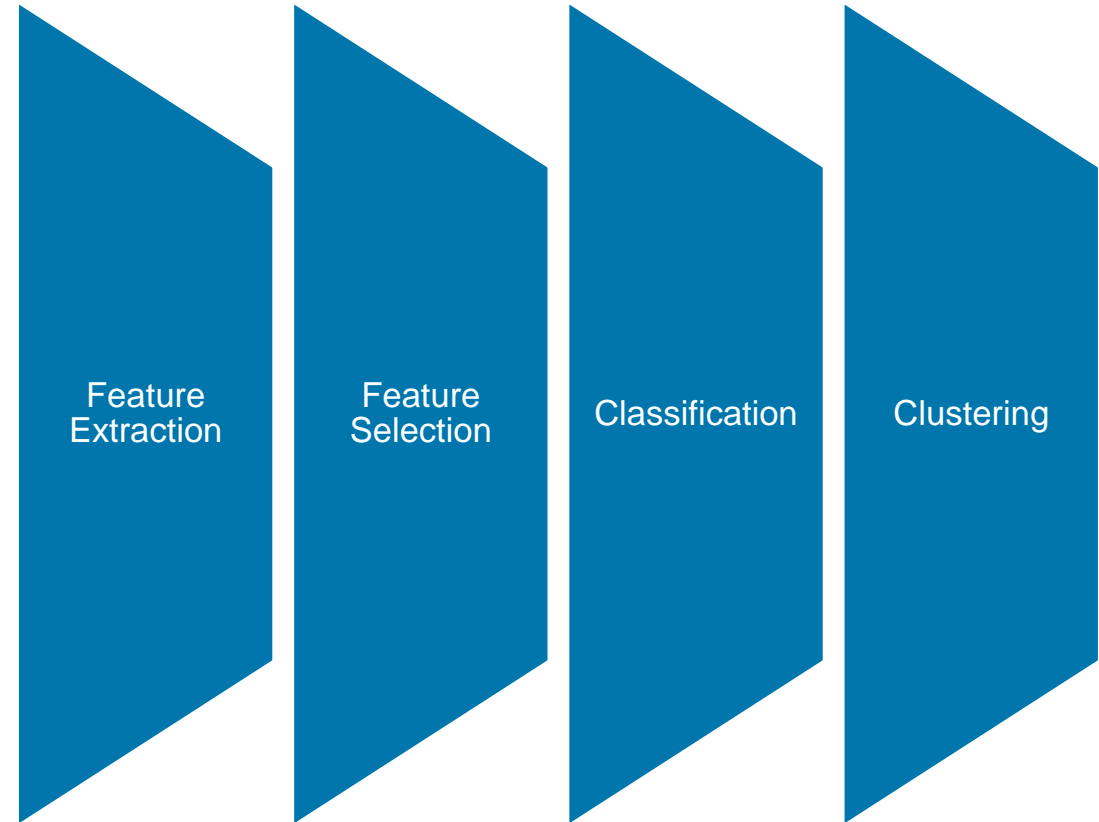 Feature
Extraction
Feature
Selection
Classification
Clustering